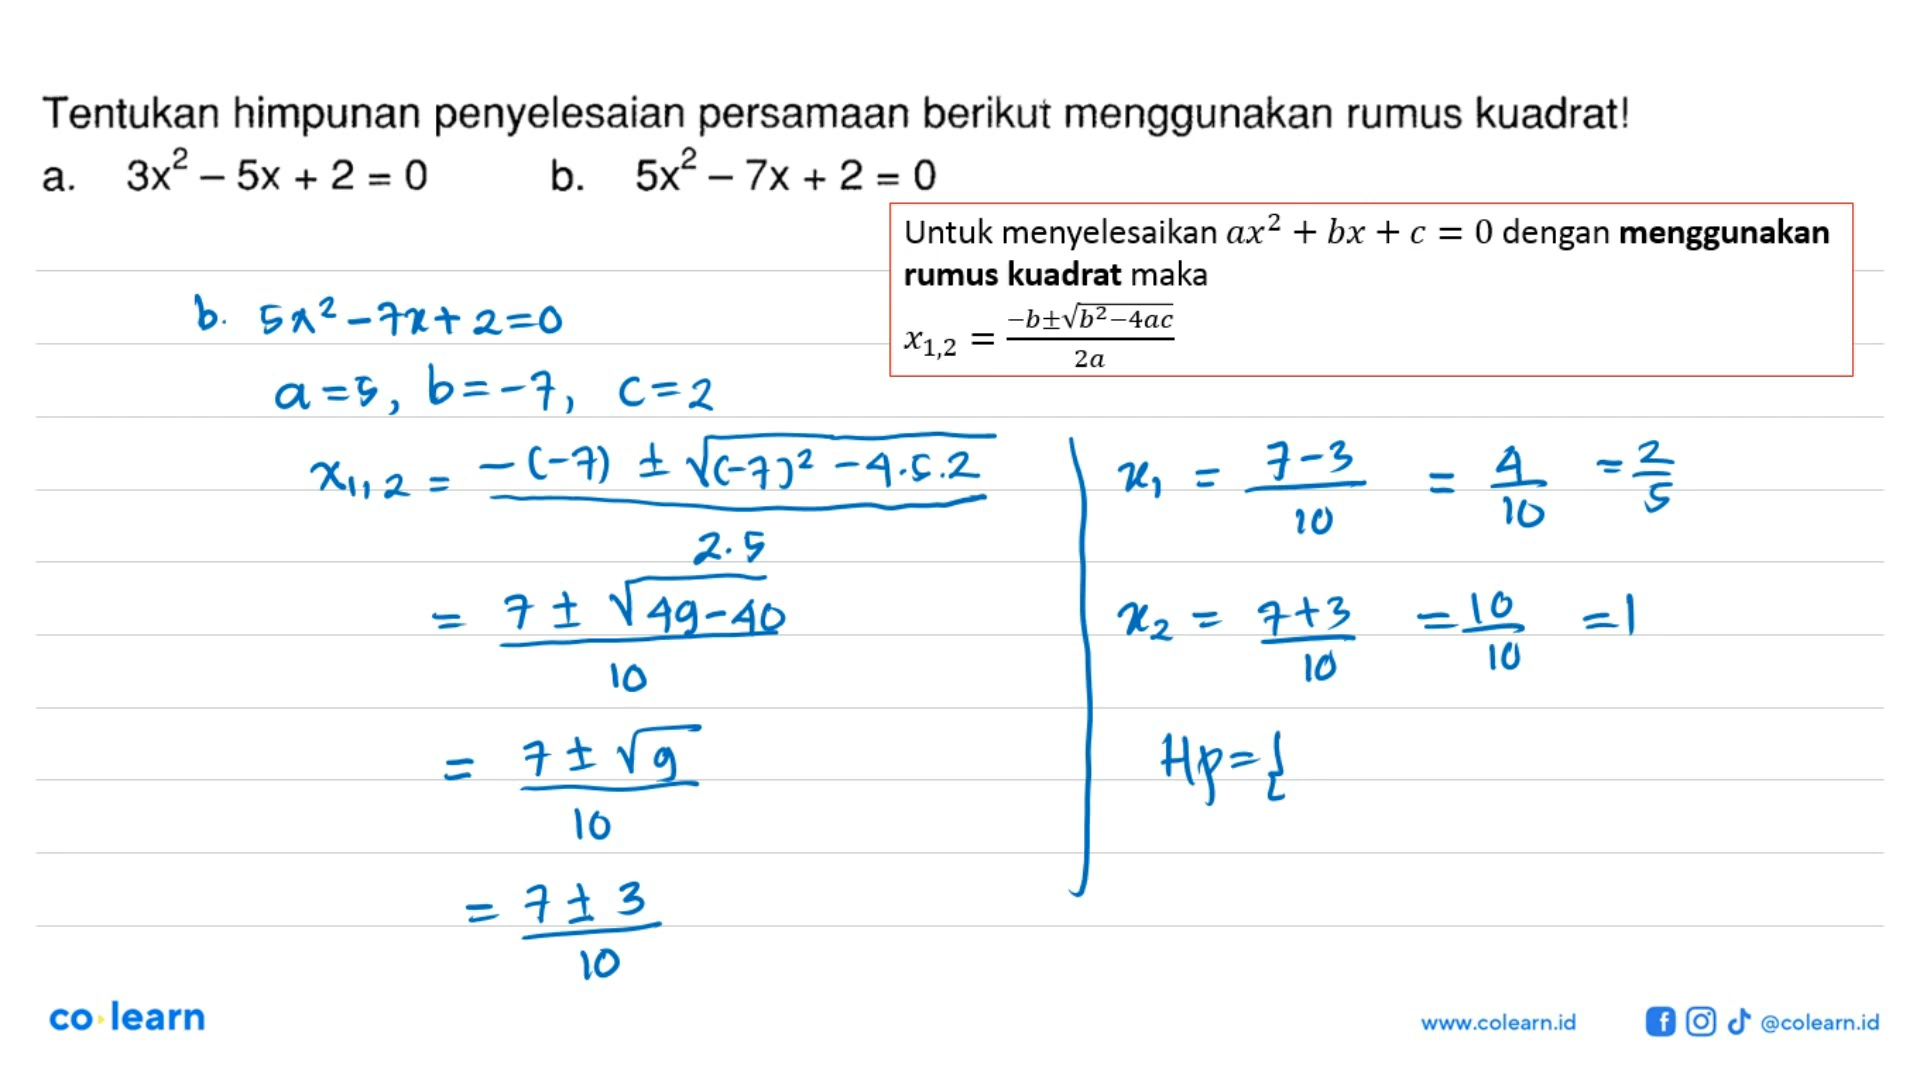 Tentukan himpunan penyelesaian persamaan berikut menggunakan rumus kuadrat!
a. 3x² – 5x + 2 = 0 b. 5x² – 7x + 2 = 0
Untuk menyelesaikan ax² + bx + c = 0 dengan menggunakan
rumus kuadrat maka
x₁,₂ = (−b±√(b²−4ac))/(2a)
b. 5x² − 7x + 2 = 0
a = 5, b = −7, c = 2
x₁,₂ = (−(−7) ± √((−7)² − 4.5.2))/(2.5)
= (7 ± √(49−40))/10
= (7 ± √9)/10
= (7 ± 3)/10
x₁ = (7−3)/10 = 4/10 = 2/5
x₂ = (7+3)/10 = 10/10 = 1
Hp = {
co learn
www.colearn.id @colearn.id